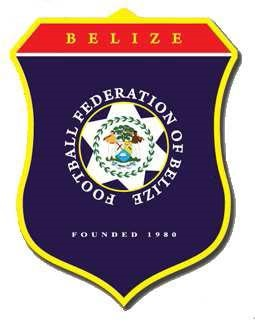 BELIZE
FOOTBALL FEDERATION OF BELIZE
FOUNDED 1980